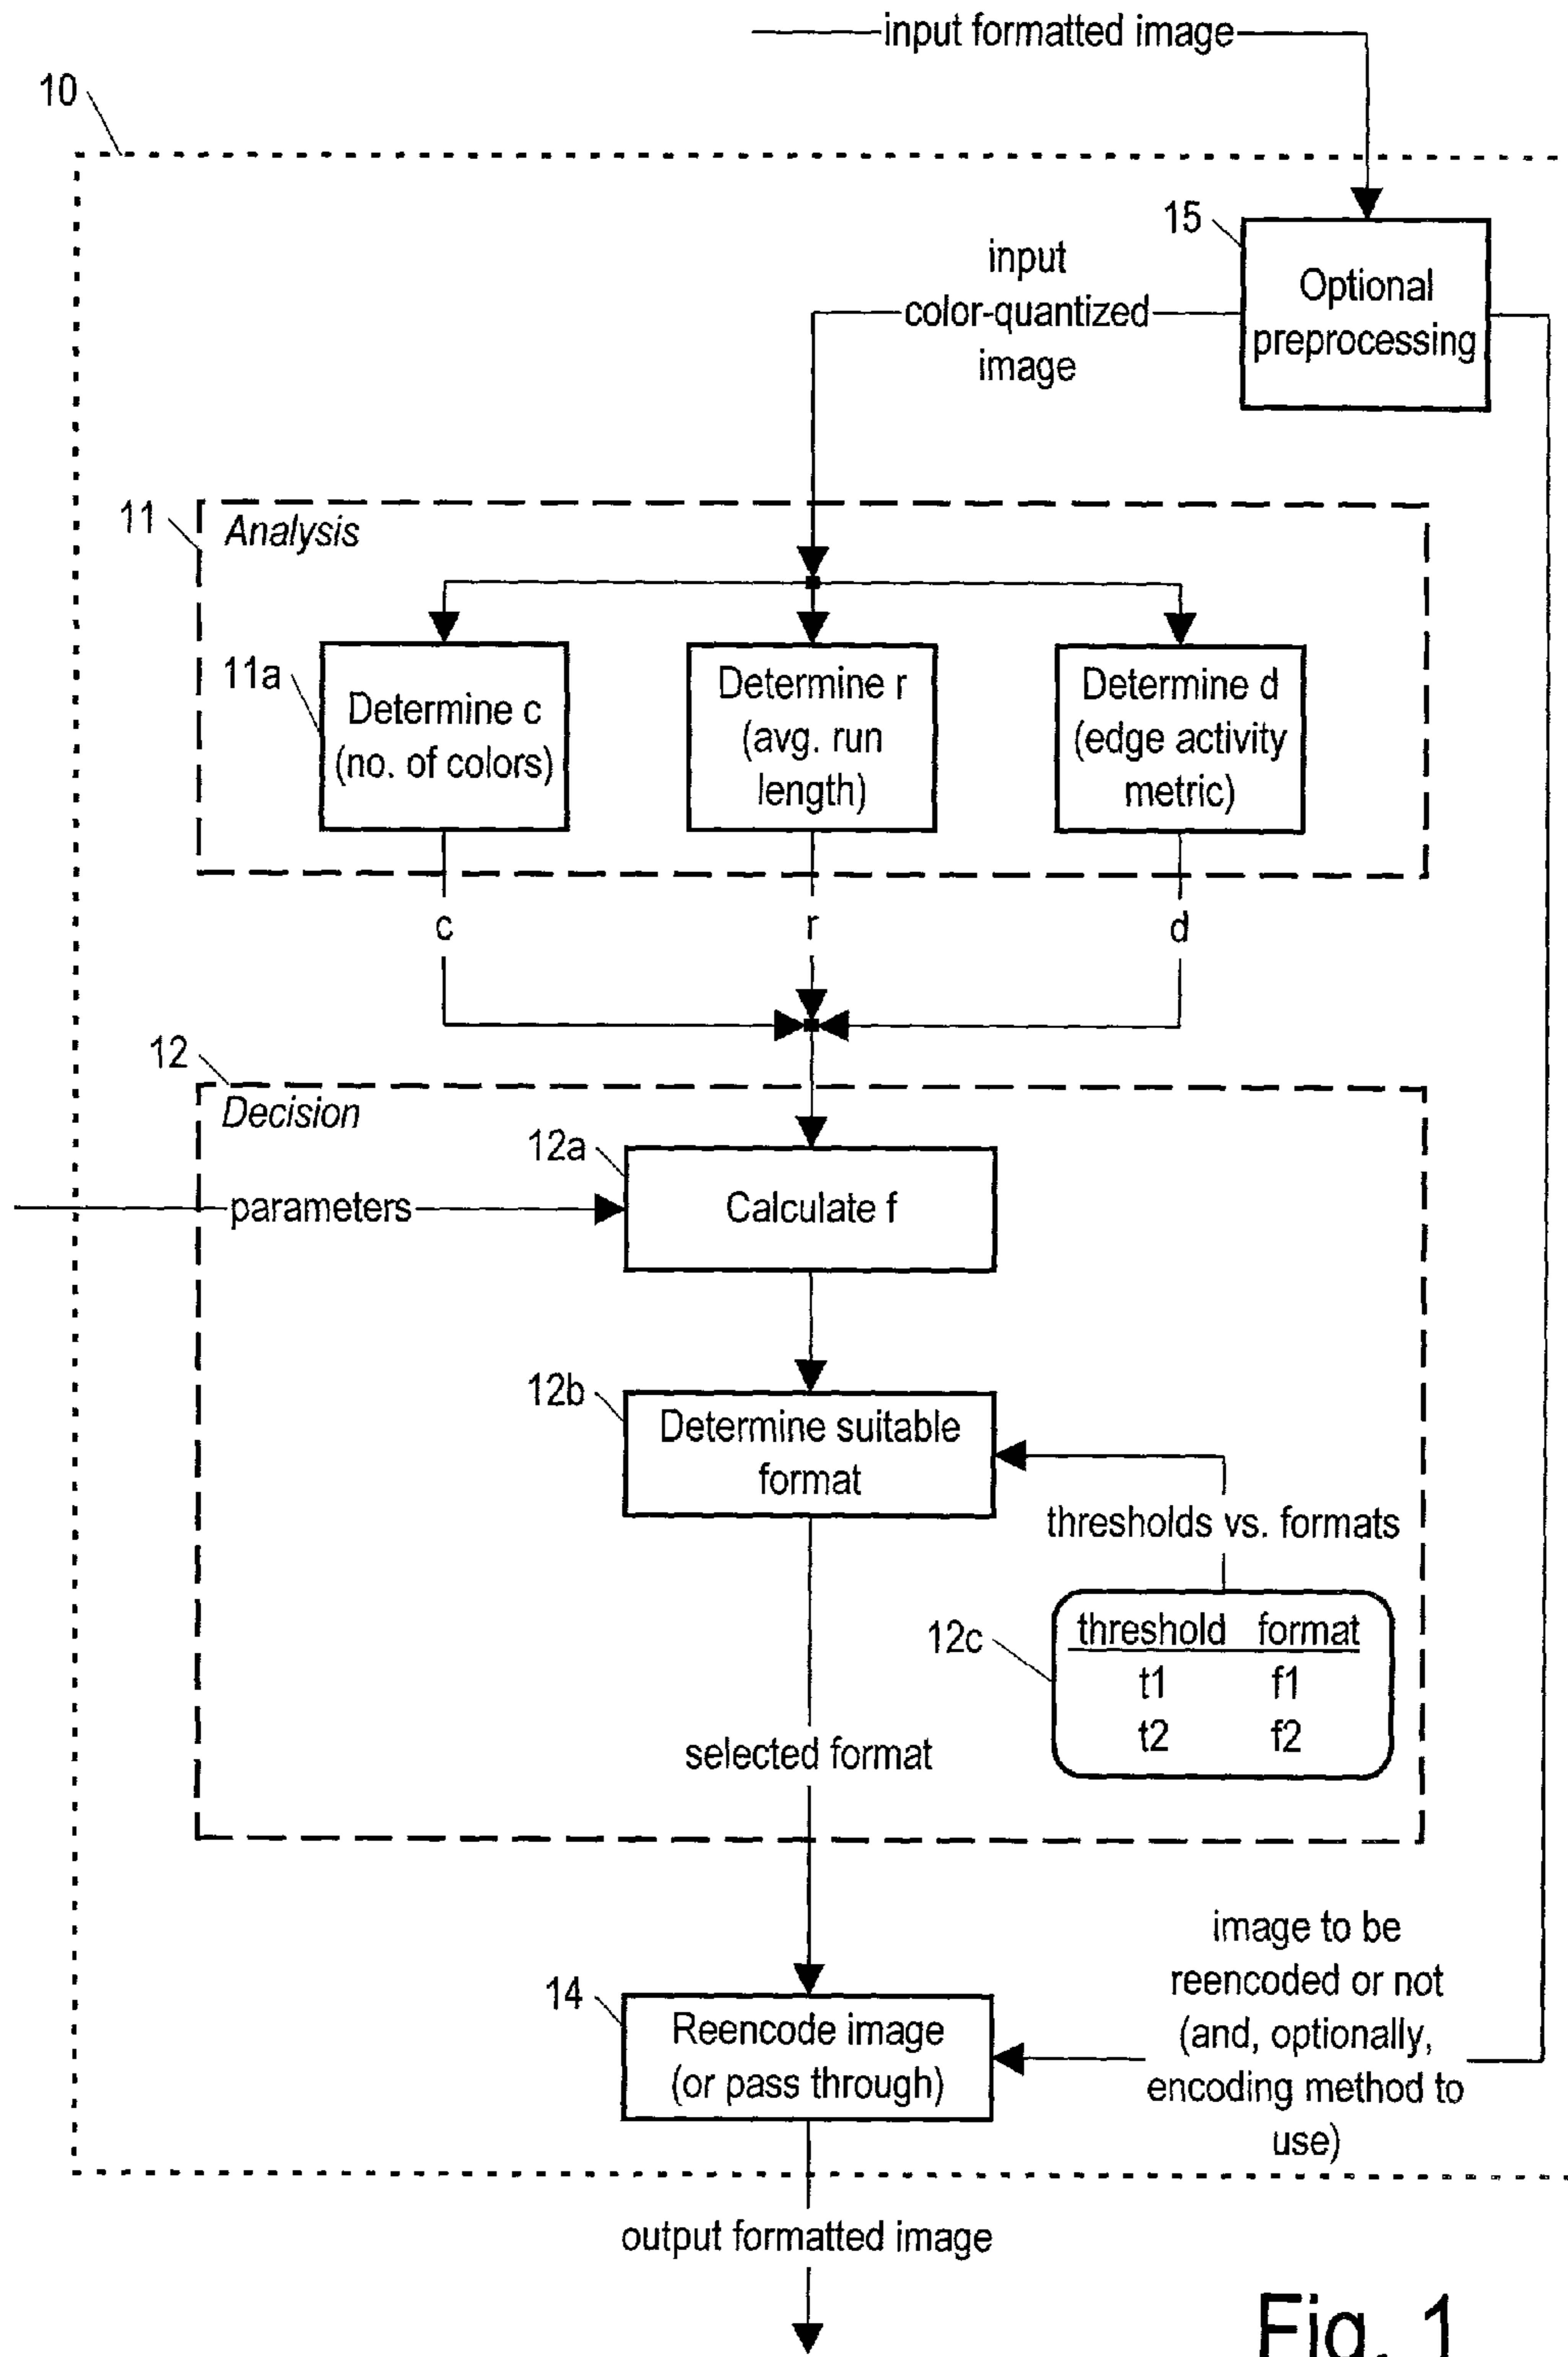 input formatted image
10
15
Optional
preprocessing
input
color-quantized
image
11
Analysis
11a
Determine c
(no. of colors)
Determine r
(avg. run
length)
Determine d
(edge activity
metric)
c
r
d
12
Decision
12a
parameters
Calculate f
12b
Determine suitable
format
thresholds vs. formats
12c
threshold format
t1 f1
t2 f2
selected format
image to be
reencoded or not
(and, optionally,
encoding method to
use)
14
Reencode image
(or pass through)
output formatted image
Fig. 1